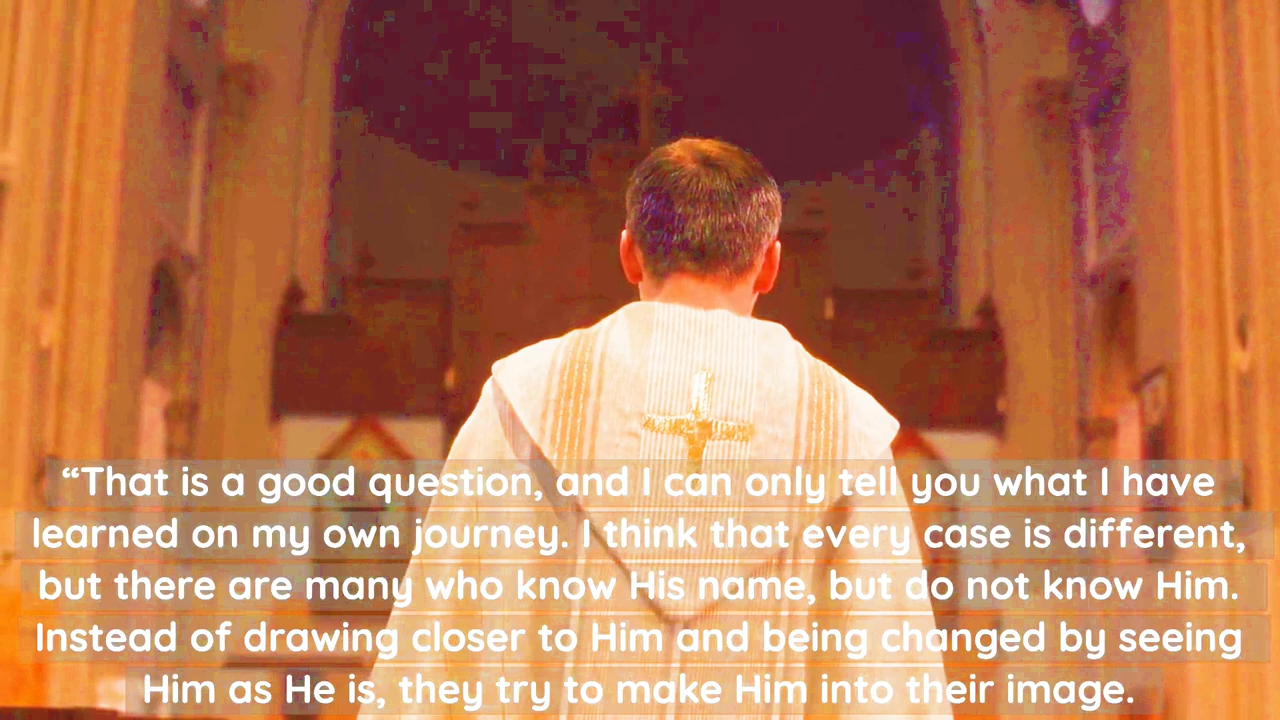 “That is a good question, and I can only tell you what I have
learned on my own journey. I think that every case is different,
but there are many who know His name, but do not know Him.
Instead of drawing closer to Him and being changed by seeing
Him as He is, they try to make Him into their image.